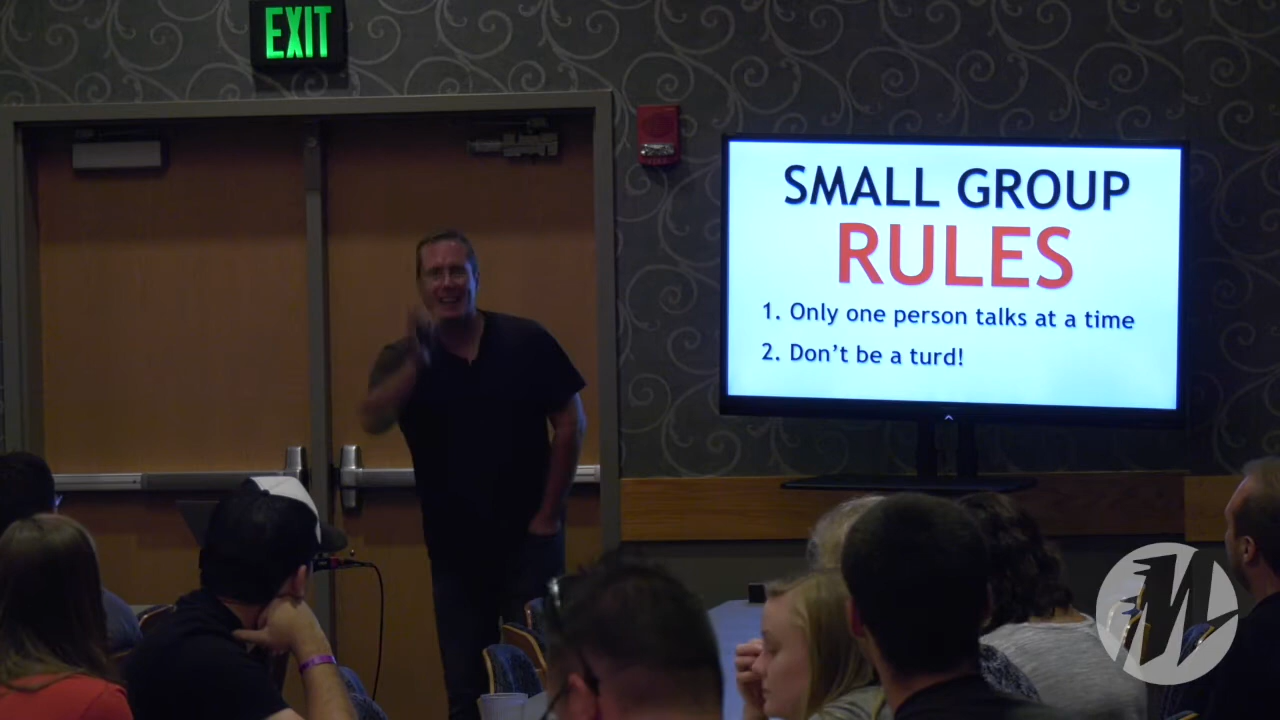 EXIT
SMALL GROUP
RULES
1. Only one person talks at a time
2. Don't be a turd!
M